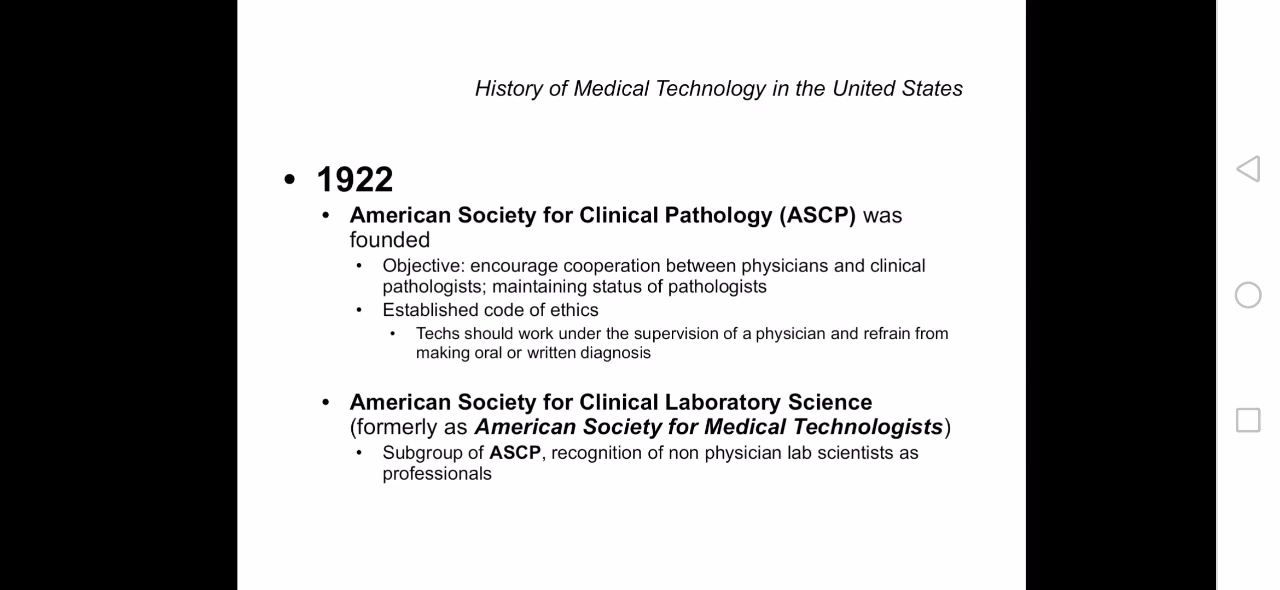 History of Medical Technology in the United States
• 1922
• American Society for Clinical Pathology (ASCP) was
founded
• Objective: encourage cooperation between physicians and clinical
pathologists; maintaining status of pathologists
• Established code of ethics
• Techs should work under the supervision of a physician and refrain from
making oral or written diagnosis
• American Society for Clinical Laboratory Science
(formerly as American Society for Medical Technologists)
• Subgroup of ASCP, recognition of non physician lab scientists as
professionals